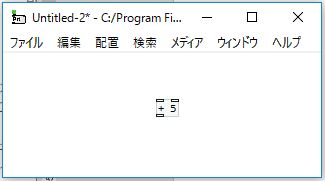 Untitled-2* - C:/Program Fi...
ファイル 編集 配置 検索 メディア ウィンドウ ヘルプ
+ 5